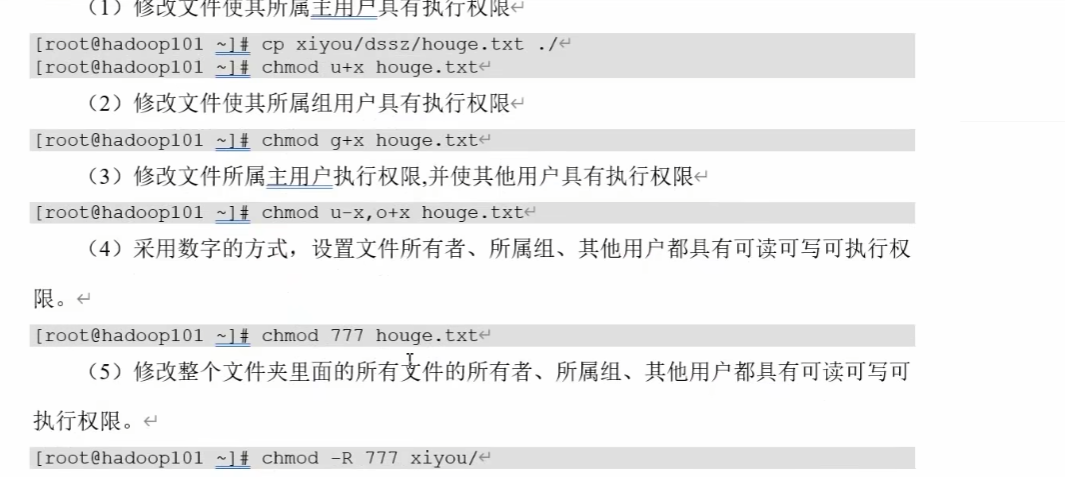 （1）修改文件使其所属主用户具有执行权限↵
[root@hadoop101 ~]# cp xiyou/dssz/houge.txt ./↵
[root@hadoop101 ~]# chmod u+x houge.txt↵
（2）修改文件使其所属组用户具有执行权限↵
[root@hadoop101 ~]# chmod g+x houge.txt↵
（3）修改文件所属主用户执行权限,并使其他用户具有执行权限↵
[root@hadoop101 ~]# chmod u-x,o+x houge.txt↵
（4）采用数字的方式，设置文件所有者、所属组、其他用户都具有可读可写可执行权
限。↵
[root@hadoop101 ~]# chmod 777 houge.txt↵
（5）修改整个文件夹里面的所有文件的所有者、所属组、其他用户都具有可读可写可
执行权限。↵
[root@hadoop101 ~]# chmod -R 777 xiyou/↵